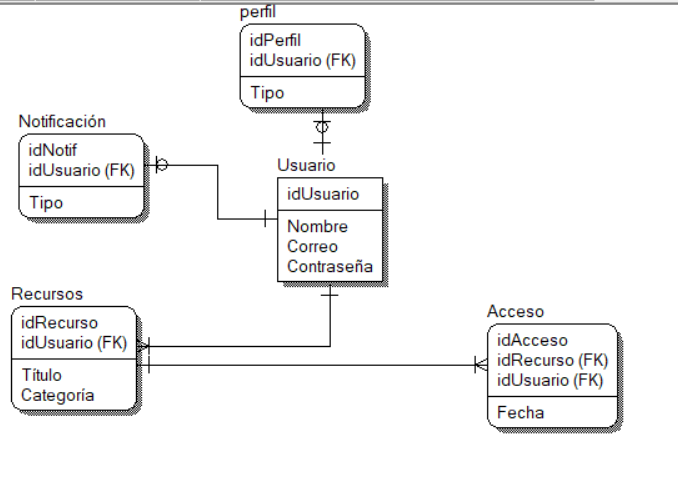 perfil
idPerfil
idUsuario (FK)
Tipo
Notificación
idNotif
idUsuario (FK)
Tipo
Usuario
idUsuario
Nombre
Correo
Contraseña
Recursos
idRecurso
idUsuario (FK)
Título
Categoría
Acceso
idAcceso
idRecurso (FK)
idUsuario (FK)
Fecha